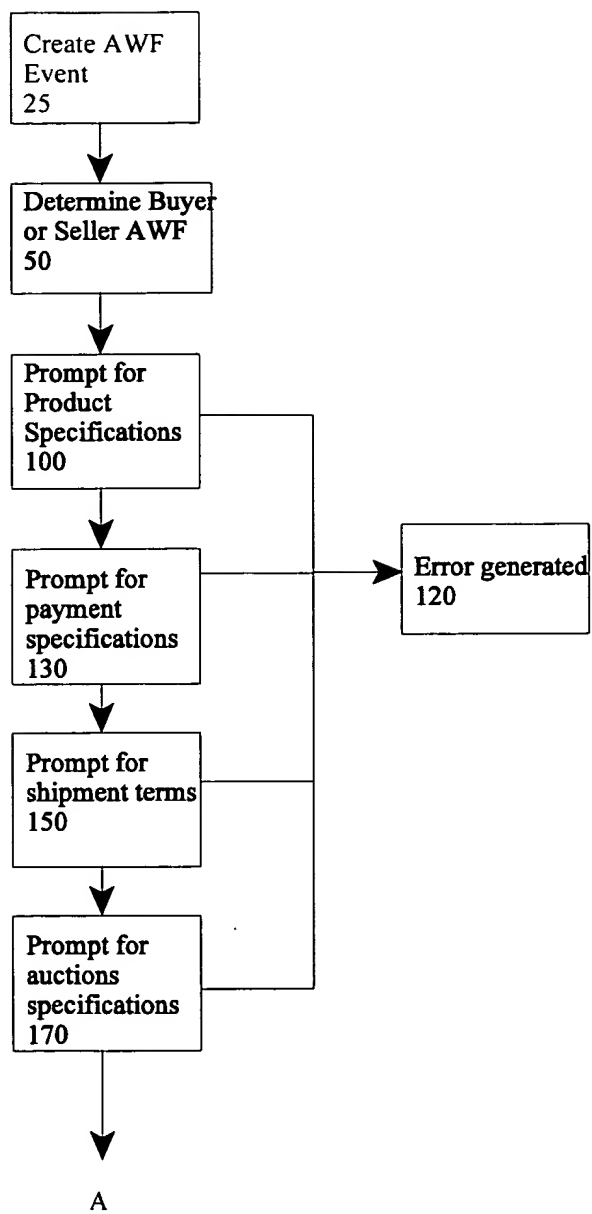 Create AWF
Event
25
Determine Buyer
or Seller AWF
50
Prompt for
Product
Specifications
100
Prompt for
payment
specifications
130
Error generated
120
Prompt for
shipment terms
150
Prompt for
auctions
specifications
170
A